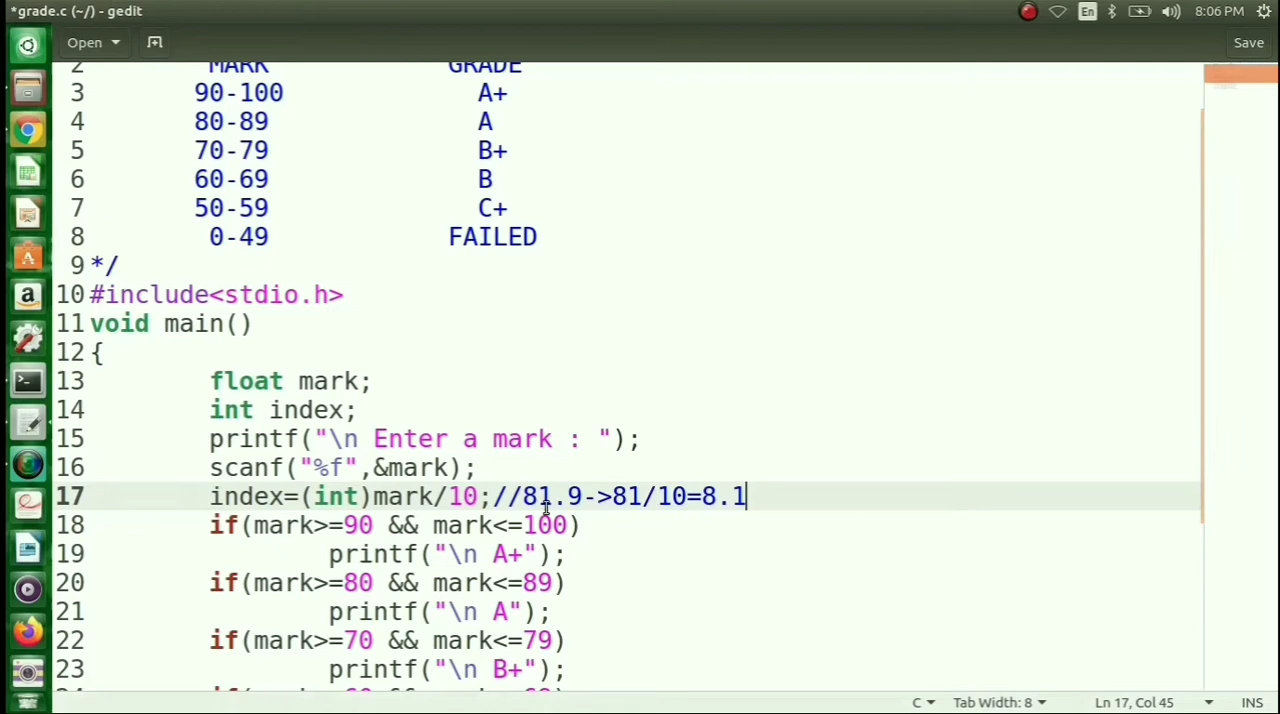 *grade.c (~/) - gedit
En
8:06 PM
Open
Save
2 MARK GRADE
3 90-100 A+
4 80-89 A
5 70-79 B+
6 60-69 B
7 50-59 C+
8 0-49 FAILED
9 */
10 #include<stdio.h>
11 void main()
12 {
13 float mark;
14 int index;
15 printf("\n Enter a mark : ");
16 scanf("%f",&mark);
17 index=(int)mark/10;//81.9->81/10=8.1
18 if(mark>=90 && mark<=100)
19 printf("\n A+");
20 if(mark>=80 && mark<=89)
21 printf("\n A");
22 if(mark>=70 && mark<=79)
23 printf("\n B+");
C Tab Width: 8 Ln 17, Col 45 INS